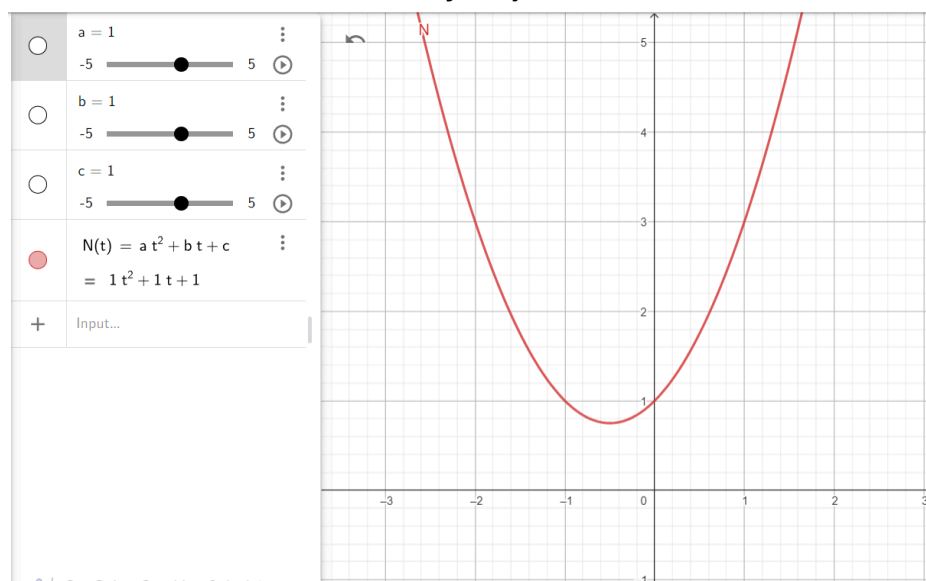 a = 1
-5 5
b = 1
-5 5
c = 1
-5 5
N(t) = a t² + b t + c
= 1 t² + 1 t + 1
+ Input...
N
5
4
3
2
1
-3 -2 -1 0 1 2 3